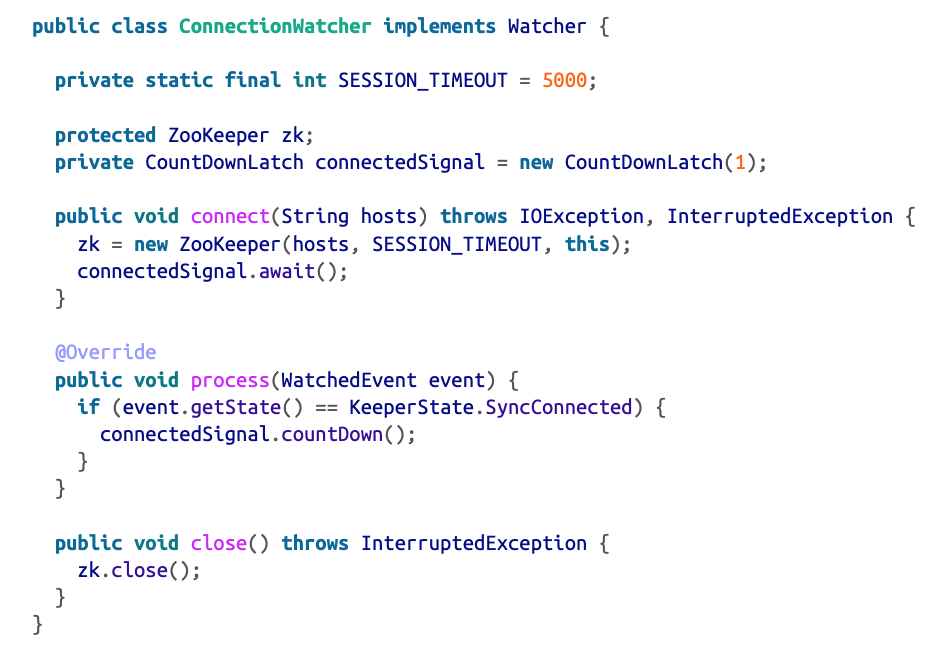 public class ConnectionWatcher implements Watcher {
private static final int SESSION_TIMEOUT = 5000;
protected ZooKeeper zk;
private CountDownLatch connectedSignal = new CountDownLatch(1);
public void connect(String hosts) throws IOException, InterruptedException {
zk = new ZooKeeper(hosts, SESSION_TIMEOUT, this);
connectedSignal.await();
}
@Override
public void process(WatchedEvent event) {
if (event.getState() == KeeperState.SyncConnected) {
connectedSignal.countDown();
}
}
public void close() throws InterruptedException {
zk.close();
}
}